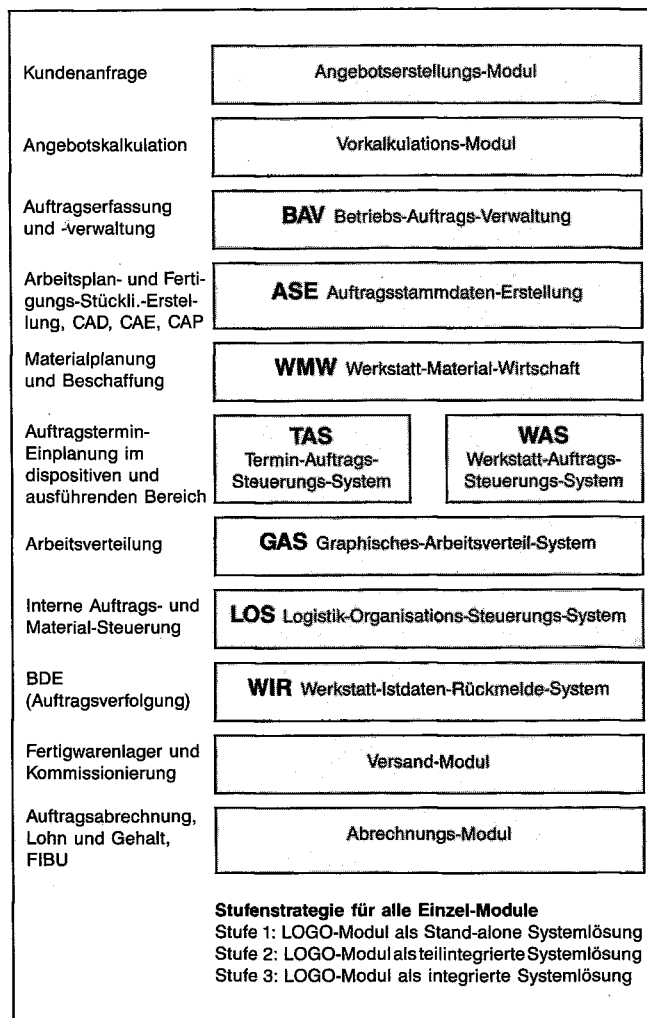 Kundenanfrage
Angebotserstellungs-Modul
Angebotskalkulation
Vorkalkulations-Modul
Auftragserfassung
und -verwaltung
BAV Betriebs-Auftrags-Verwaltung
Arbeitsplan- und Ferti-
gungs-Stückli.-Erstel-
lung, CAD, CAE, CAP
ASE Auftragsstammdaten-Erstellung
Materialplanung
und Beschaffung
WMW Werkstatt-Material-Wirtschaft
Auftragstermin-
Einplanung im
dispositiven und
ausführenden Bereich
TAS
Termin-Auftrags-
Steuerungs-System
WAS
Werkstatt-Auftrags-
Steuerungs-System
Arbeitsverteilung
GAS Graphisches-Arbeitsverteil-System
Interne Auftrags- und
Material-Steuerung
LOS Logistik-Organisations-Steuerungs-System
BDE
(Auftragsverfolgung)
WIR Werkstatt-Istdaten-Rückmelde-System
Fertigwarenlager und
Kommissionierung
Versand-Modul
Auftragsabrechnung,
Lohn und Gehalt,
FIBU
Abrechnungs-Modul
Stufenstrategie für alle Einzel-Module
Stufe 1: LOGO-Modul als Stand-alone Systemlösung
Stufe 2: LOGO-Modul als teilintegrierte Systemlösung
Stufe 3: LOGO-Modul als integrierte Systemlösung